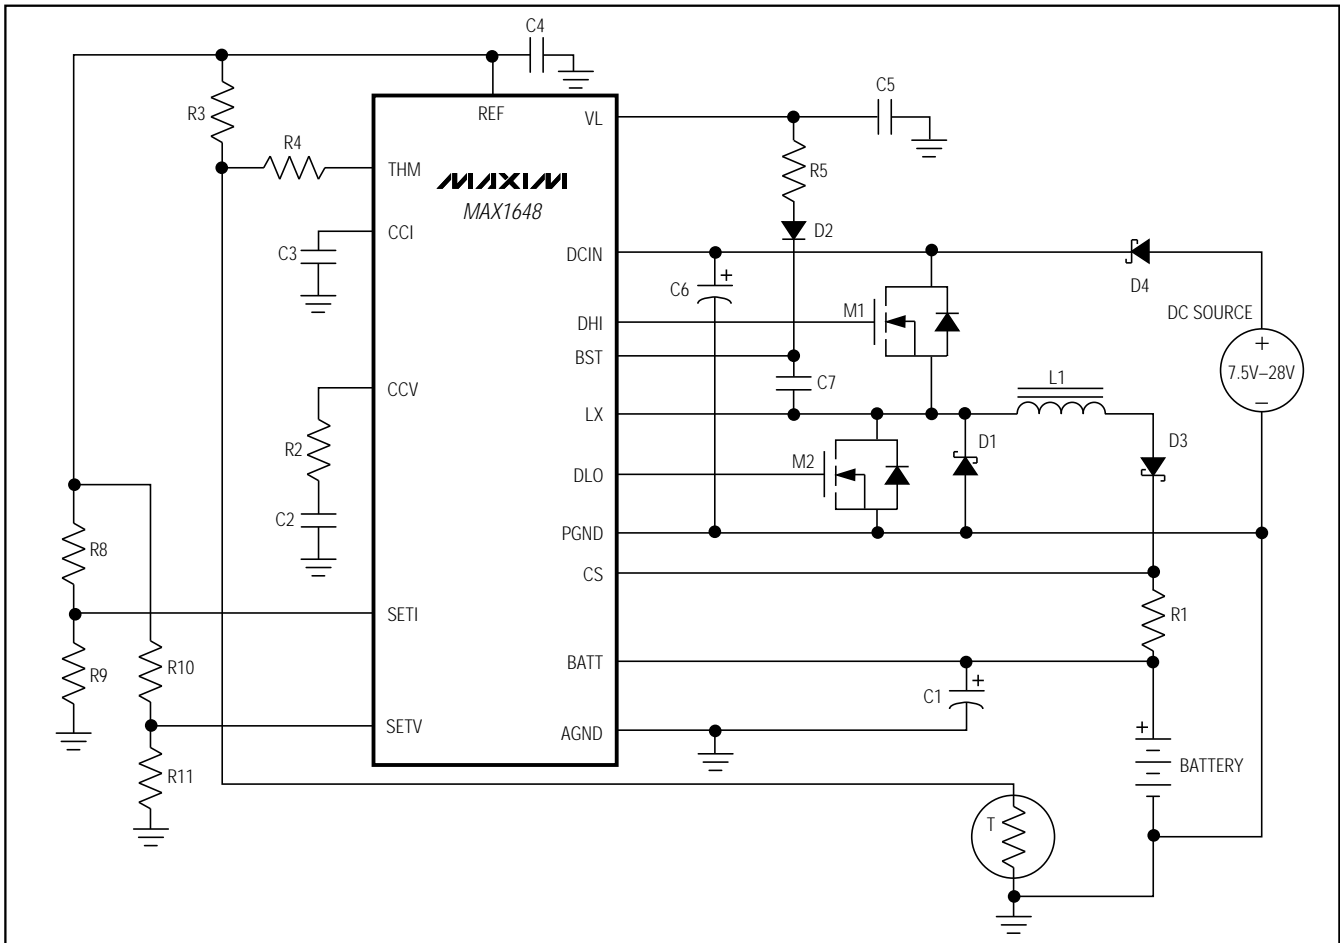 C4
R3
REF
VL
C5
R4
THM
MAXIM
MAX1648
R5
CCI
C3
D2
DCIN
D4
C6
+
M1
DHI
DC SOURCE
+
7.5V–28V
–
BST
C7
CCV
L1
LX
R2
M2
D1
D3
DLO
C2
PGND
R8
CS
SETI
R1
R9
R10
BATT
C1
+
SETV
AGND
+
R11
BATTERY
T